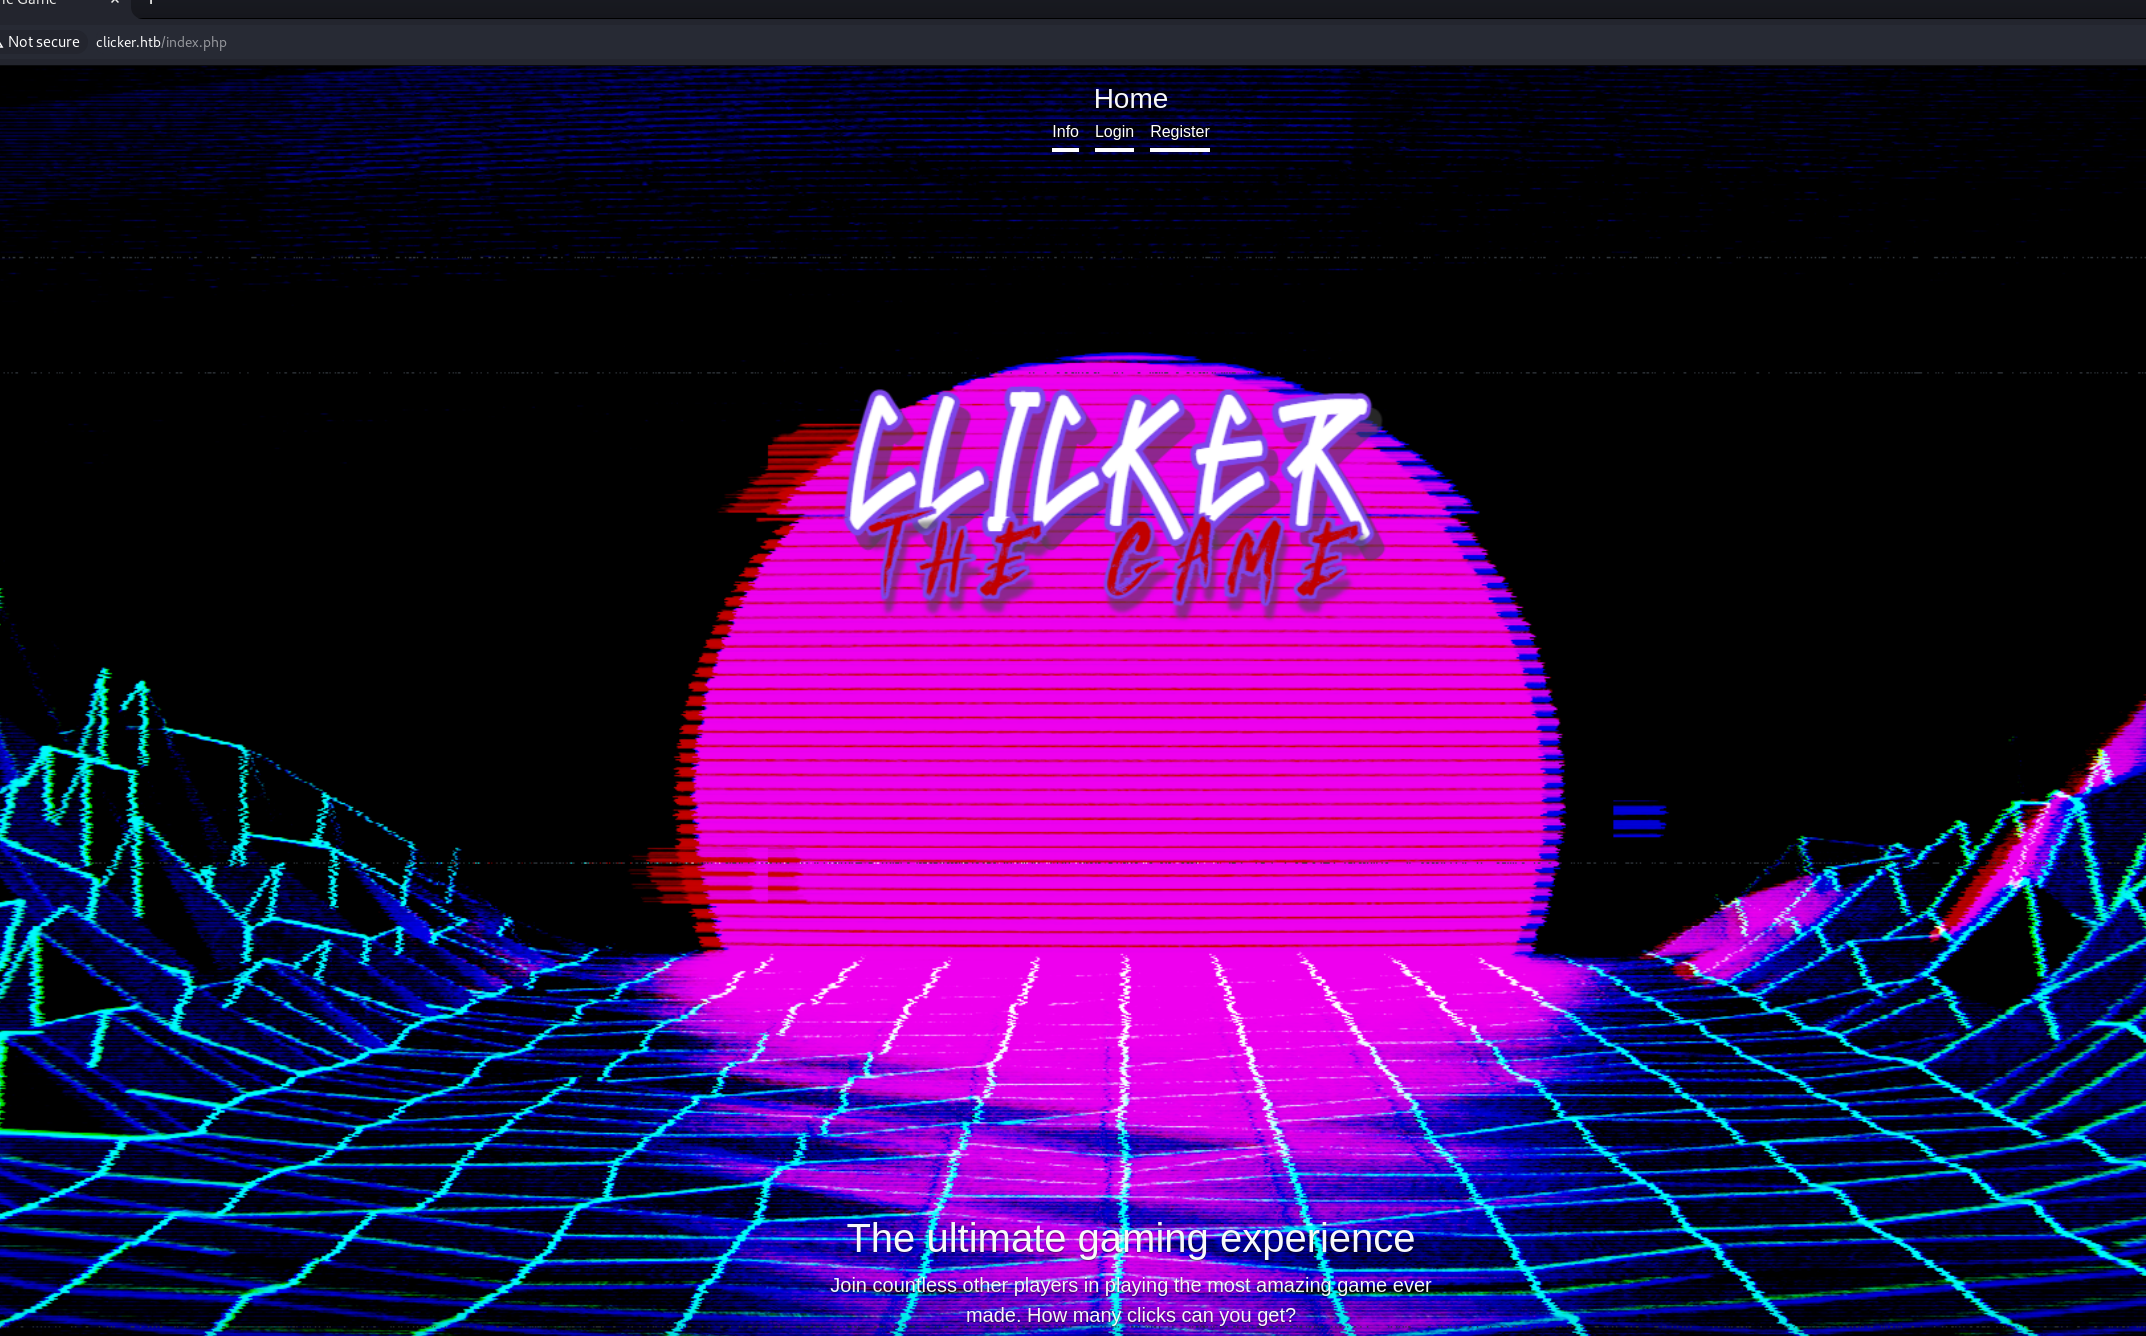 Not secure clicker.htb/index.php
Home
Info Login Register
CLICKER
THE GAME
The ultimate gaming experience
Join countless other players in playing the most amazing game ever
made. How many clicks can you get?